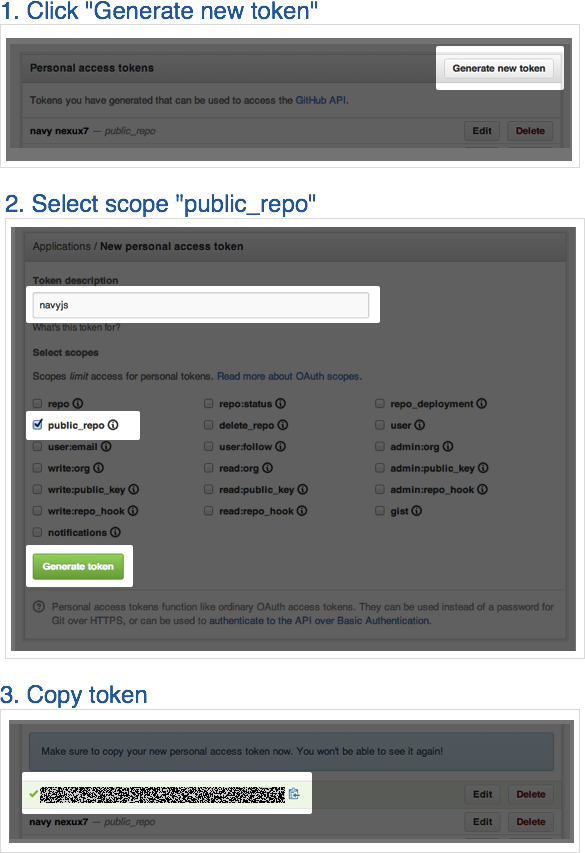 1. Click "Generate new token"
Personal access tokens
Generate new token
Tokens you have generated that can be used to access the GitHub API.
navy nexux7 — public_repo
Edit
Delete
2. Select scope "public_repo"
Applications / New personal access token
Token description
navyjs
What's this token for?
Select scopes
Scopes limit access for personal tokens. Read more about OAuth scopes.
repo repo:status repo_deployment
public_repo delete_repo user
user:email user:follow admin:org
write:org read:org admin:public_key
write:public_key read:public_key admin:repo_hook
write:repo_hook read:repo_hook gist
notifications
Generate token
Personal access tokens function like ordinary OAuth access tokens. They can be used instead of a password for
Git over HTTPS, or can be used to authenticate to the API over Basic Authentication.
3. Copy token
Make sure to copy your new personal access token now. You won't be able to see it again!
Edit
Delete
navy nexux7 — public_repo
Edit
Delete